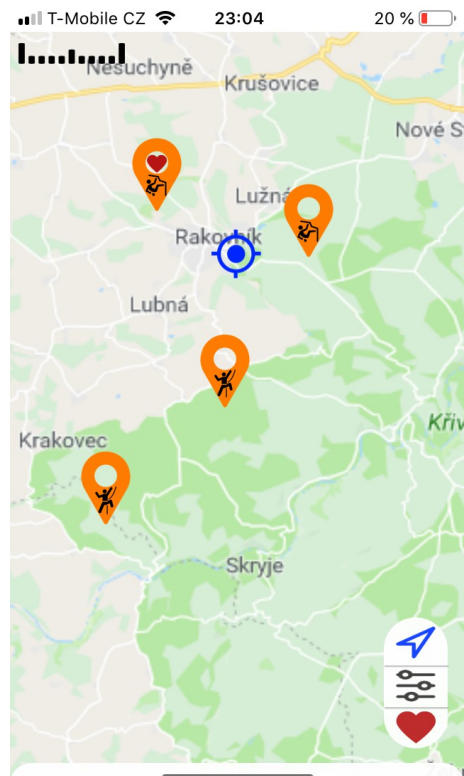 T-Mobile CZ 23:04 20 %
Nesuchyně
Krušovice
Nové S
Lužná
Rakovník
Lubná
Krakovec
Křiv
Skryje